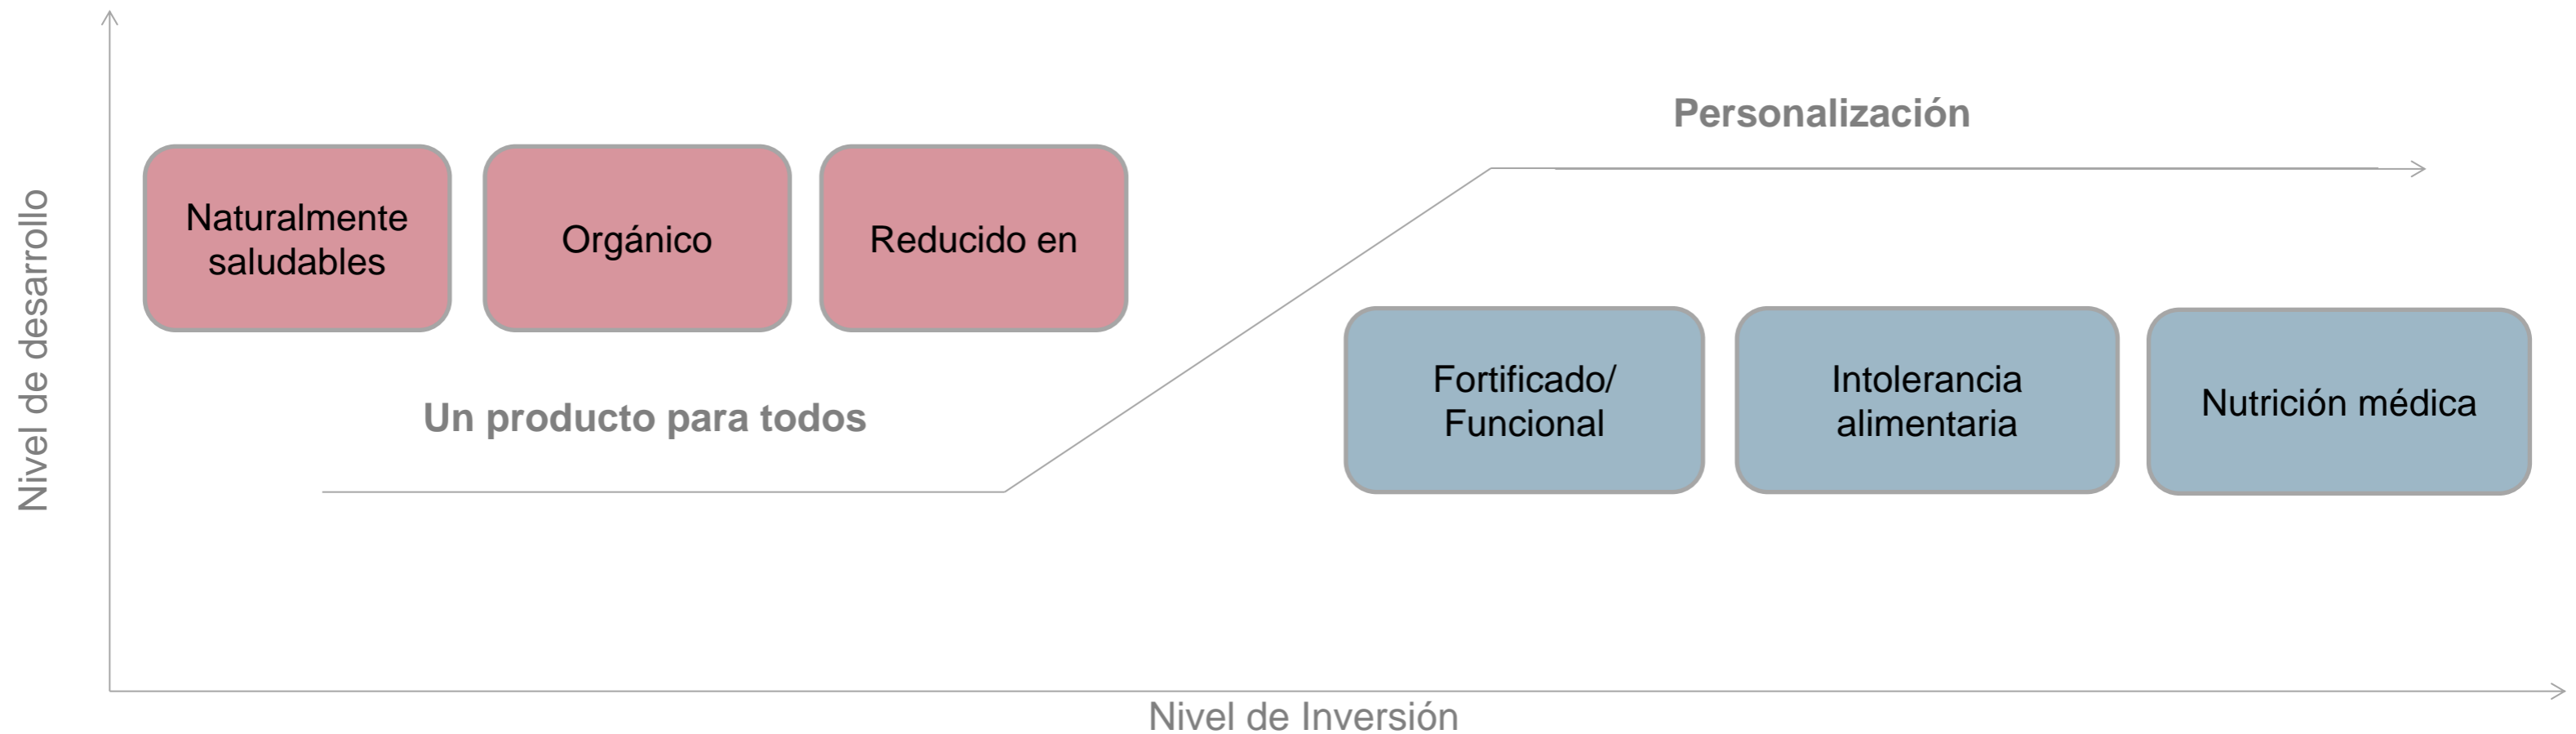 Nivel de desarrollo
Personalización
Naturalmente
saludables
Orgánico
Reducido en
Un producto para todos
Fortificado/
Funcional
Intolerancia
alimentaria
Nutrición médica
Nivel de Inversión